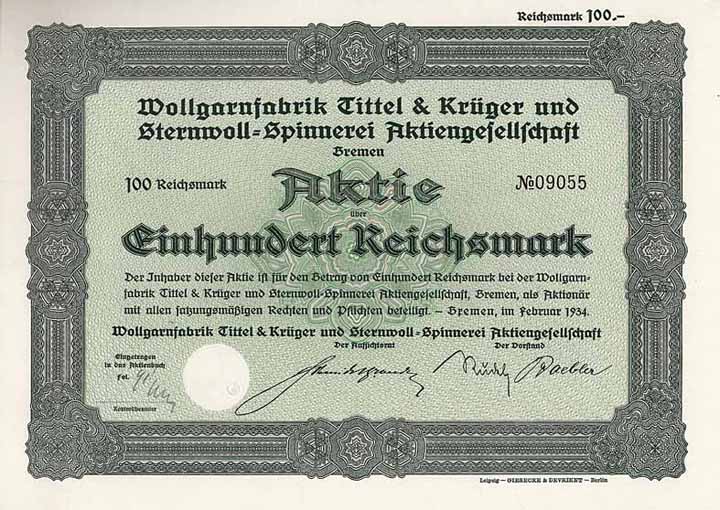 Reichsmark 100.–
Wollgarnfabrik Tittel & Krüger und
Sternwoll=Spinnerei Aktiengesellschaft
Bremen
100 Reichsmark
Aktie
№ 09055
über
Einhundert Reichsmark
Der Inhaber dieser Aktie ist für den Betrag von Einhundert Reichsmark bei der Wollgarn-
fabrik Tittel & Krüger und Sternwoll=Spinnerei Aktiengesellschaft, Bremen, als Aktionär
mit allen satzungsmäßigen Rechten und Pflichten beteiligt. – Bremen, im Februar 1934.
Wollgarnfabrik Tittel & Krüger und Sternwoll=Spinnerei Aktiengesellschaft
Der Aufsichtsrat
Der Vorstand
Eingetragen
in das Aktienbuch
Fol.
Kontrollbeamter
Leipzig – GIESECKE & DEVRIENT – Berlin